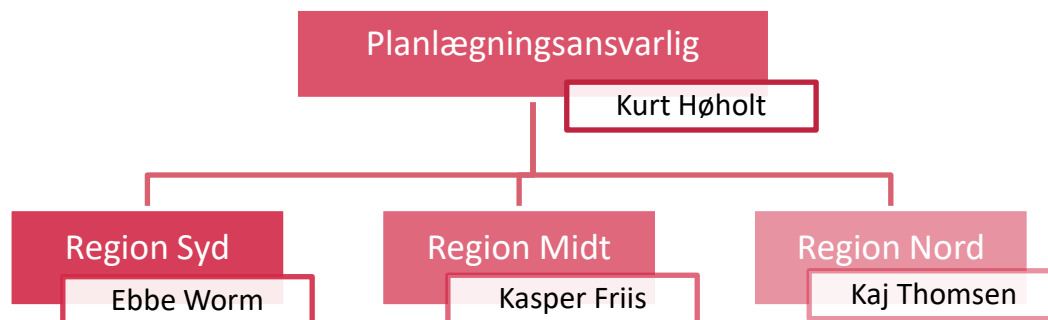 Planlægningsansvarlig
Kurt Høholt
Region Syd
Ebbe Worm
Region Midt
Kasper Friis
Region Nord
Kaj Thomsen